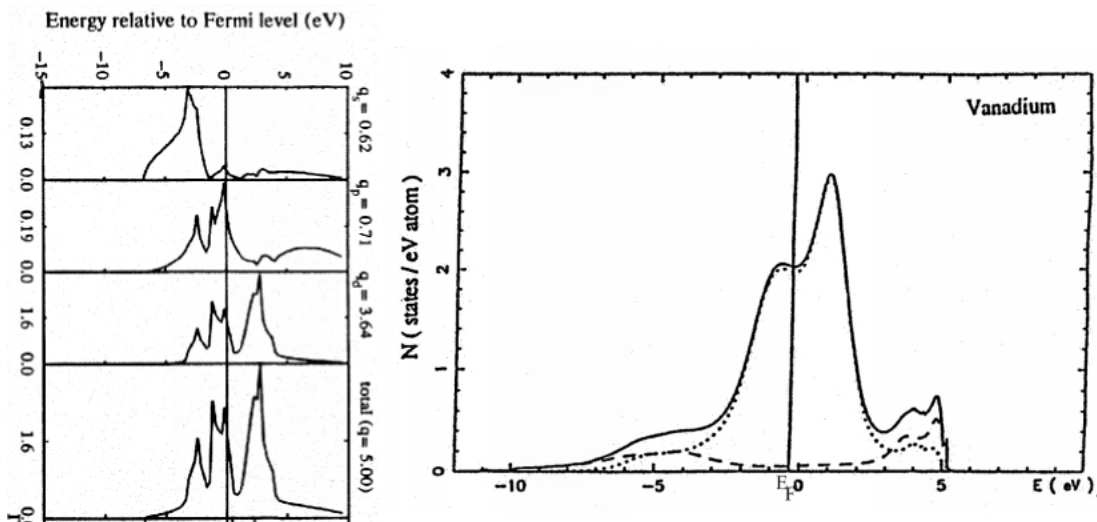 Energy relative to Fermi level (eV)
-15
-10
-5
0
5
10
0.13
0.0
q_s = 0.62
0.19
0.0
q_p = 0.71
1.6
0.0
q_d = 3.64
1.6
total (q= 5.00)
4
3
2
1
0
N ( states / eV atom )
Vanadium
-10
-5
E_F
0
5
E ( eV )